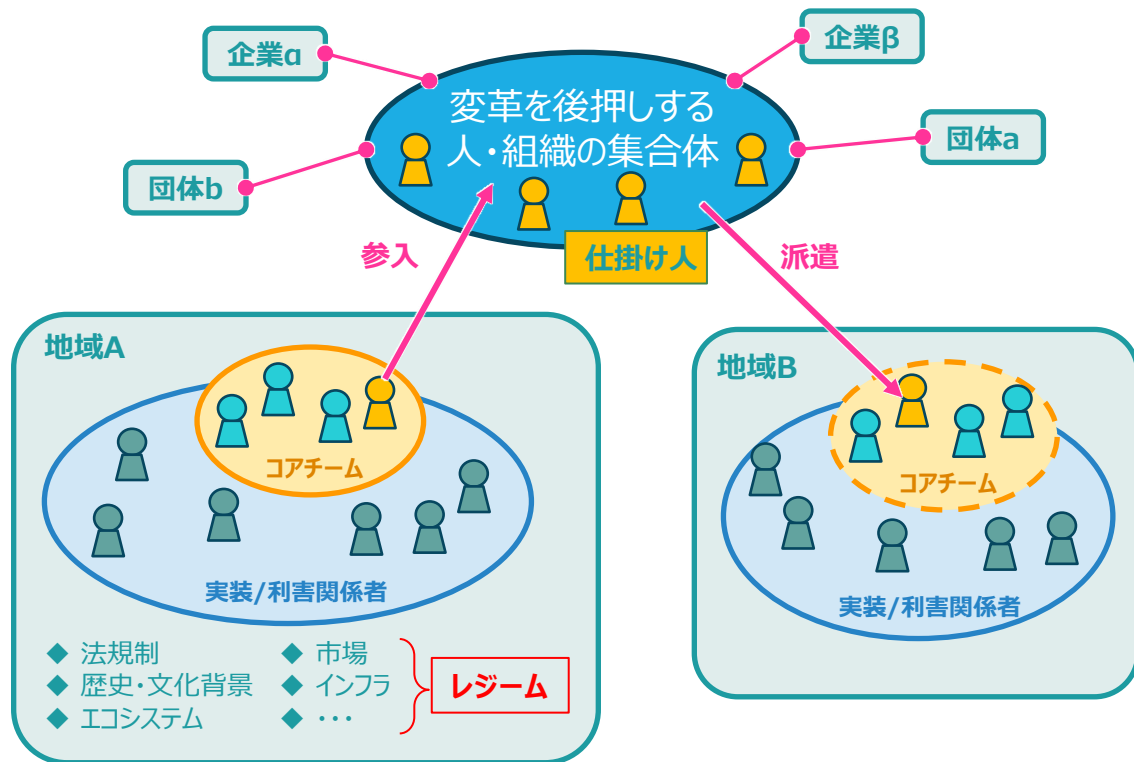 企業α
企業β
変革を後押しする
人・組織の集合体
団体a
団体b
仕掛け人
参入
派遣
地域A
コアチーム
実装/利害関係者
◆ 法規制
◆ 歴史・文化背景
◆ エコシステム
◆ 市場
◆ インフラ
◆ ・・・
レジーム
地域B
コアチーム
実装/利害関係者